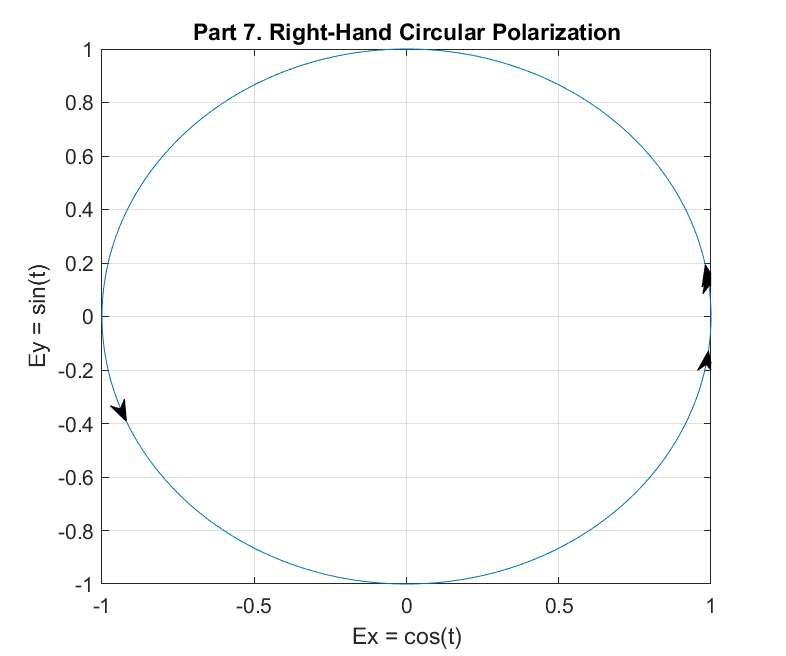 Part 7. Right-Hand Circular Polarization
1
0.8
0.6
0.4
0.2
0
-0.2
-0.4
-0.6
-0.8
-1
Ey = sin(t)
-1 -0.5 0 0.5 1
Ex = cos(t)